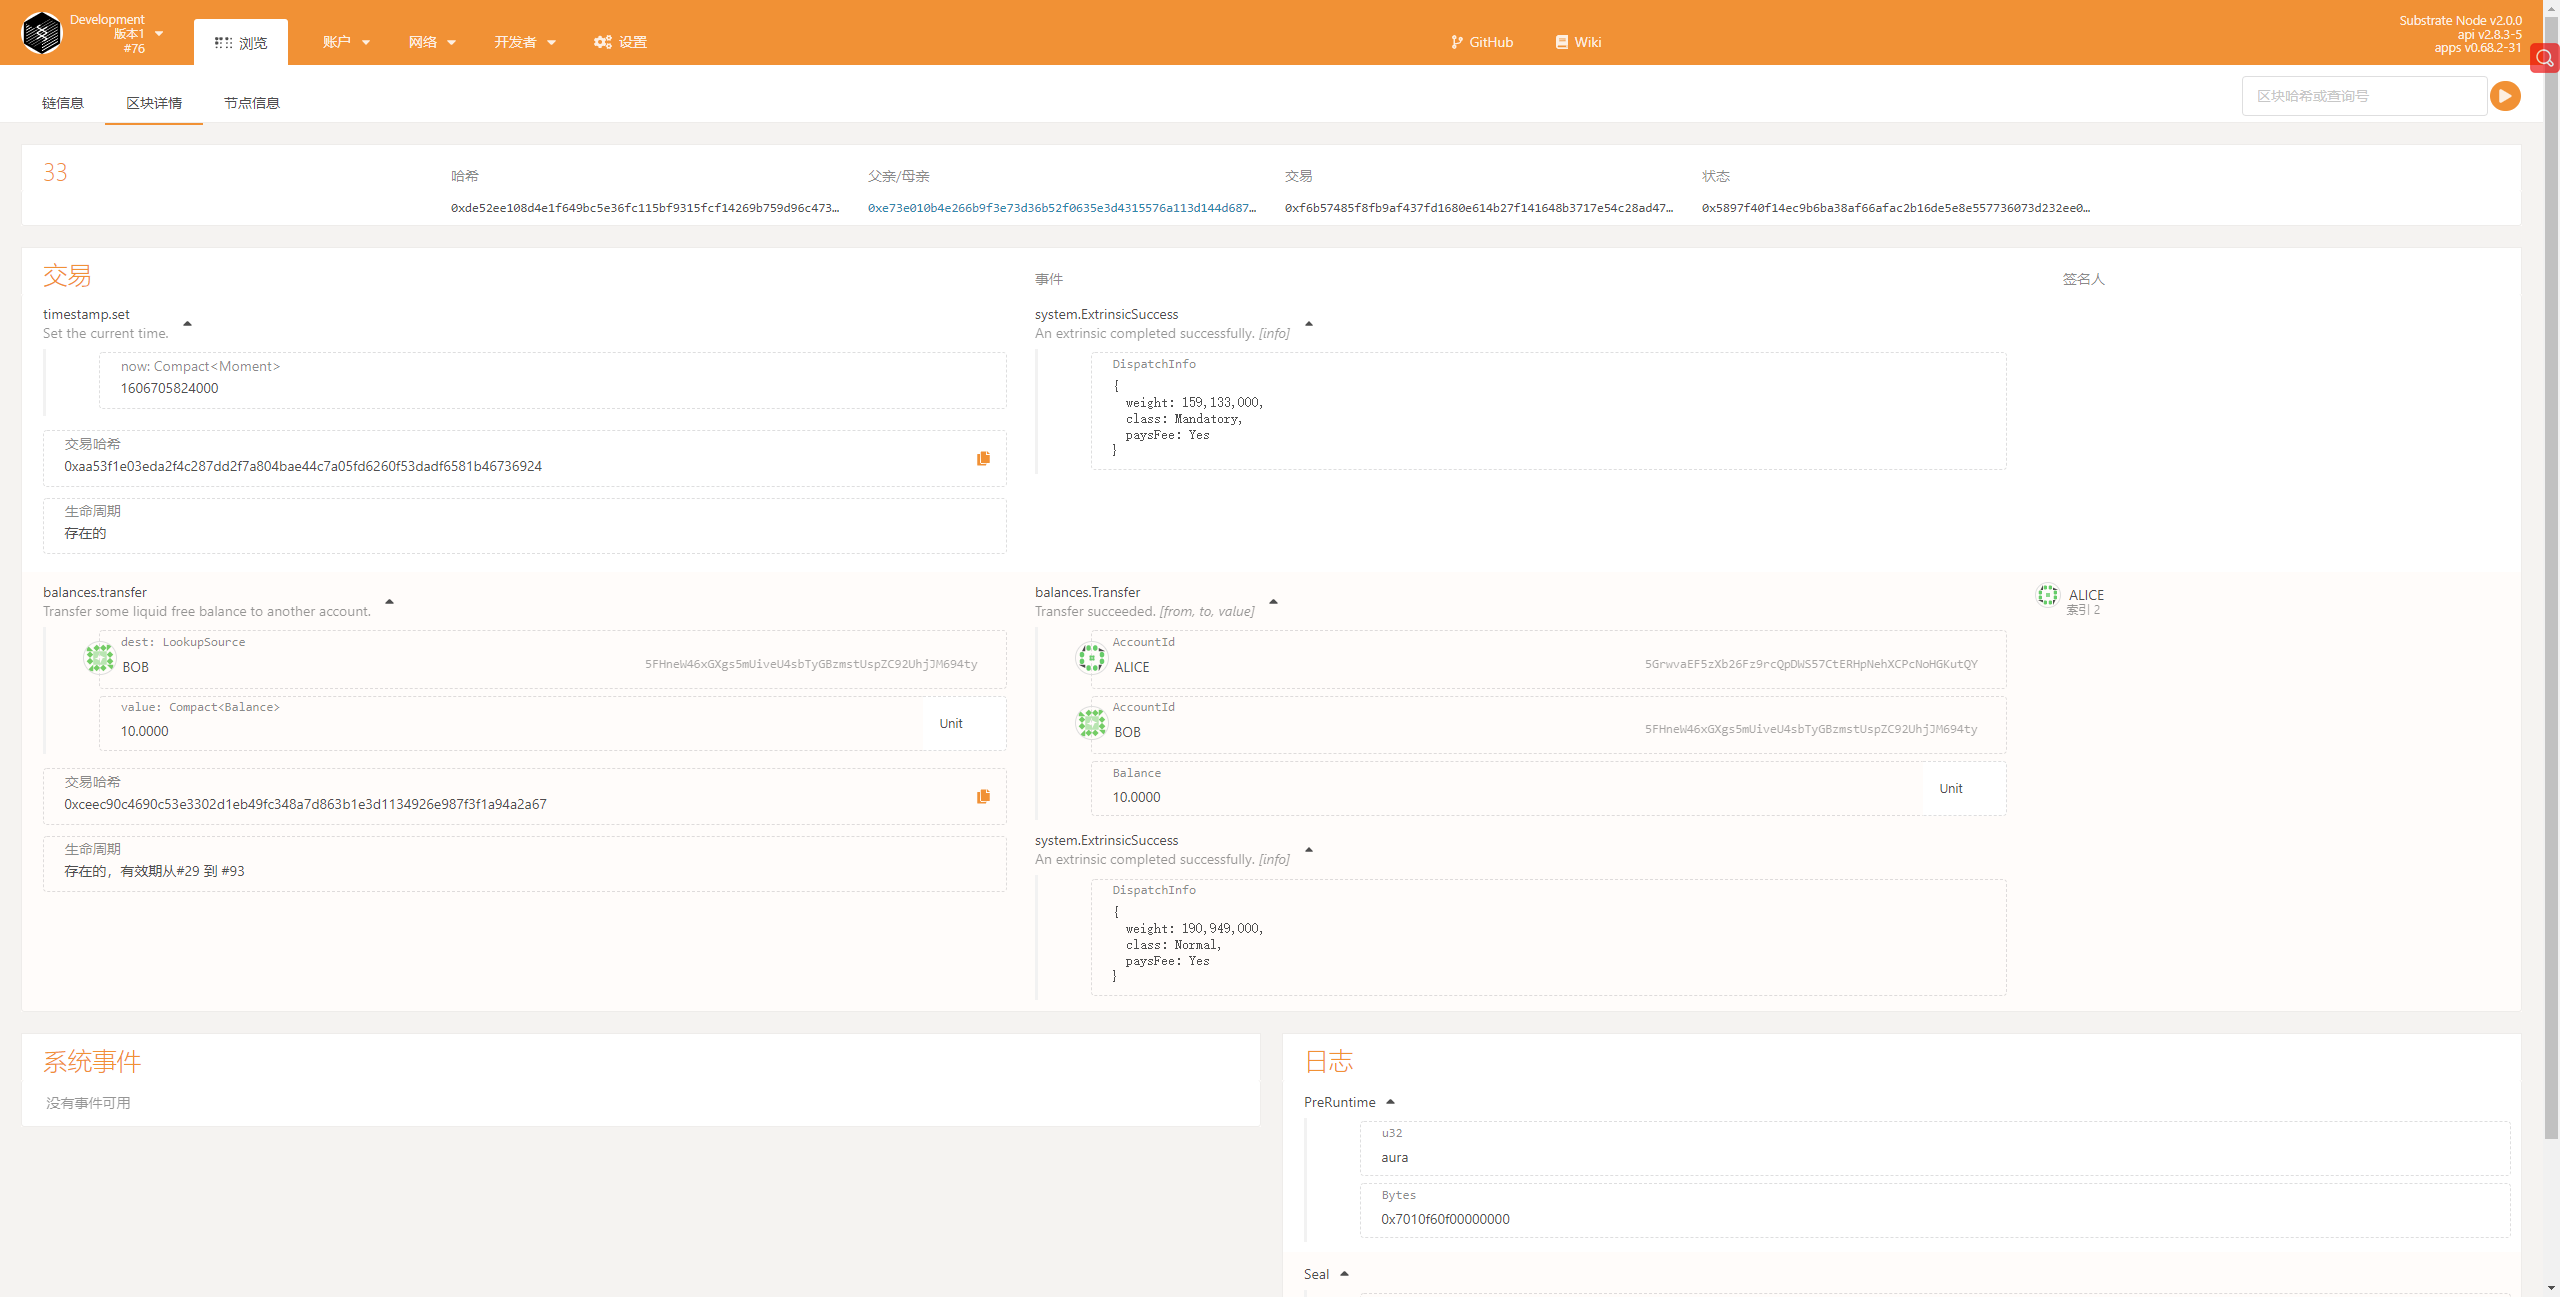 Development
版本1
#76
浏览
账户
网络
开发者
设置
GitHub
Wiki
Substrate Node v2.0.0
api v2.8.3-5
apps v0.68.2-31
链信息
区块详情
节点信息
区块哈希或查询号
33
哈希
父亲/母亲
交易
状态
0xde52ee108d4e1f649bc5e36fc115bf9315fcf14269b759d96c473…
0xe73e010b4e266b9f3e73d36b52f0635e3d4315576a113d144d687…
0xf6b57485f8fb9af437fd1680e614b27f141648b3717e54c28ad47…
0x5897f40f14ec9b6ba38af66afac2b16de5e8e557736073d232ee0…
交易
事件
签名人
timestamp.set
Set the current time.
now: Compact<Moment>
1606705824000
交易哈希
0xaa53f1e03eda2f4c287dd2f7a804bae44c7a05fd6260f53dadf6581b46736924
生命周期
存在的
system.ExtrinsicSuccess
An extrinsic completed successfully. [info]
DispatchInfo
{
weight: 159,133,000,
class: Mandatory,
paysFee: Yes
}
balances.transfer
Transfer some liquid free balance to another account.
dest: LookupSource
BOB
5FHneW46xGXgs5mUiveU4sbTyGBzmstUspZC92UhjJM694ty
value: Compact<Balance>
10.0000
Unit
交易哈希
0xceec90c4690c53e3302d1eb49fc348a7d863b1e3d1134926e987f3f1a94a2a67
生命周期
存在的，有效期从#29 到 #93
balances.Transfer
Transfer succeeded. [from, to, value]
AccountId
ALICE
5GrwvaEF5zXb26Fz9rcQpDWS57CtERHpNehXCPcNoHGKutQY
AccountId
BOB
5FHneW46xGXgs5mUiveU4sbTyGBzmstUspZC92UhjJM694ty
Balance
10.0000
Unit
system.ExtrinsicSuccess
An extrinsic completed successfully. [info]
DispatchInfo
{
weight: 190,949,000,
class: Normal,
paysFee: Yes
}
ALICE
索引 2
系统事件
没有事件可用
日志
PreRuntime
u32
aura
Bytes
0x7010f60f00000000
Seal